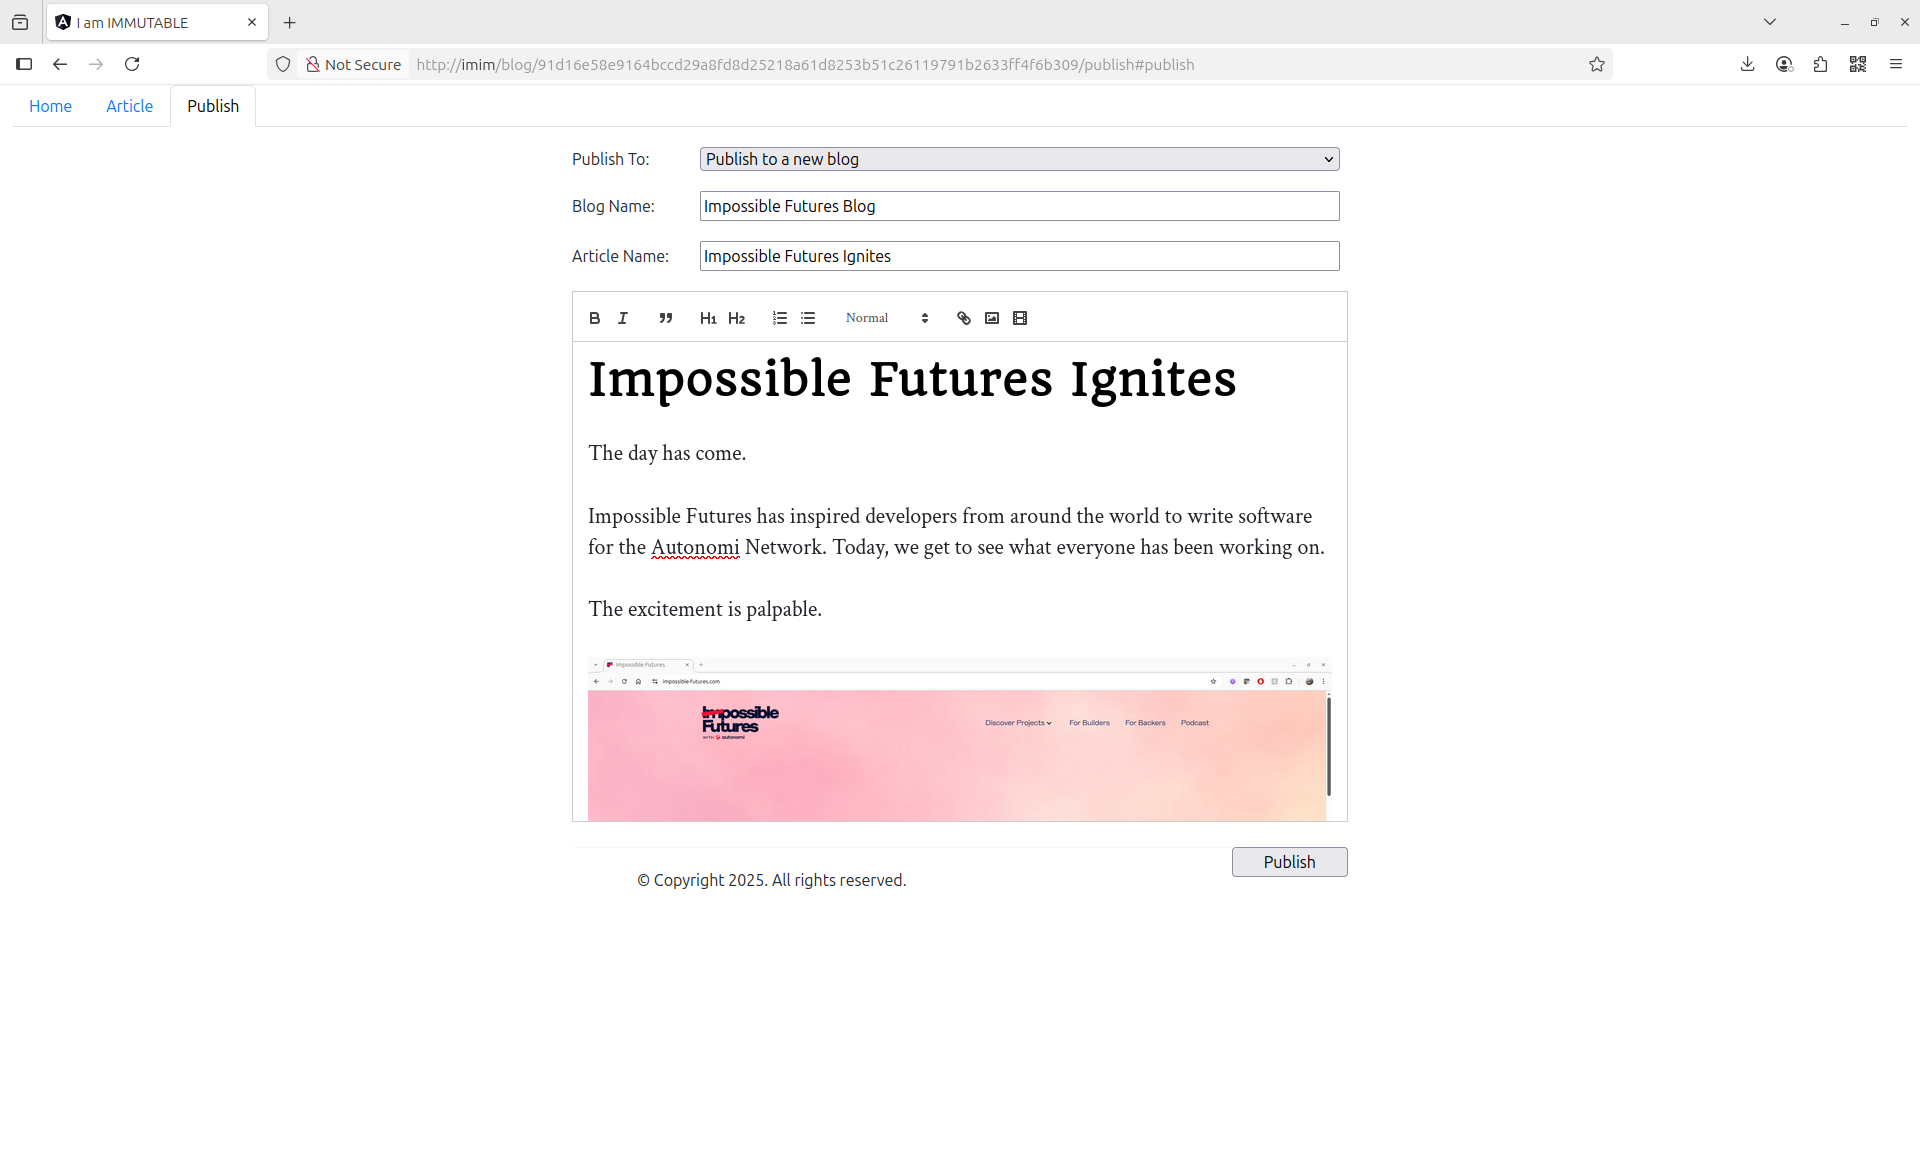 I am IMMUTABLE
Not Secure http://imim/blog/91d16e58e9164bccd29a8fd8d25218a61d8253b51c26119791b2633ff4f6b309/publish#publish
Home Article Publish
Publish To: Publish to a new blog
Blog Name: Impossible Futures Blog
Article Name: Impossible Futures Ignites
B I H1 H2 Normal
Impossible Futures Ignites
The day has come.
Impossible Futures has inspired developers from around the world to write software
for the Autonomi Network. Today, we get to see what everyone has been working on.
The excitement is palpable.
Impossible Futures
impossible-futures.com
Impossible
Futures
WITH autonomi
Discover Projects For Builders For Backers Podcast
Publish
© Copyright 2025. All rights reserved.